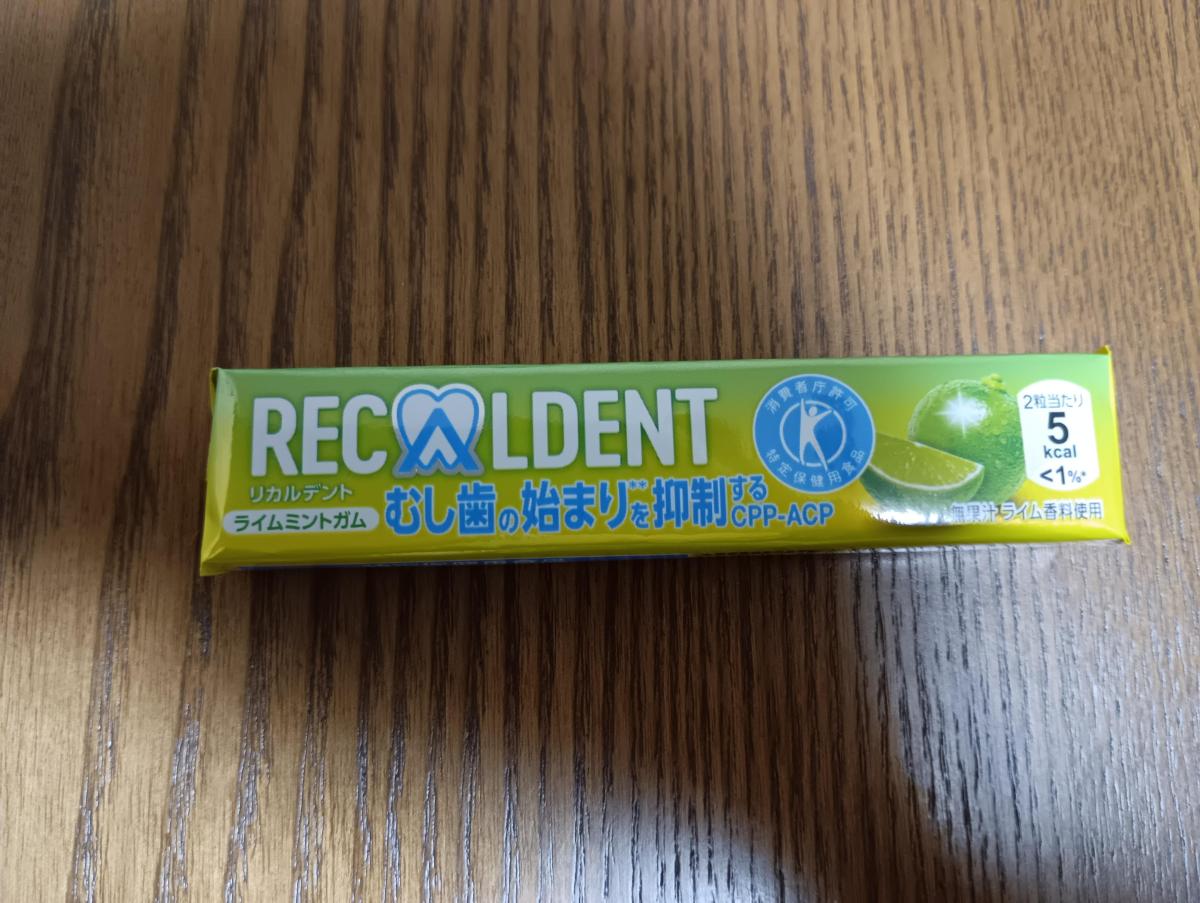 RECALDENT
リカルデント
ライムミントガム
むし歯の始まり**を抑制する
CPP-ACP
消費者庁許可
特定保健用食品
2粒当たり
5
kcal
<1%*
無果汁 ライム香料使用